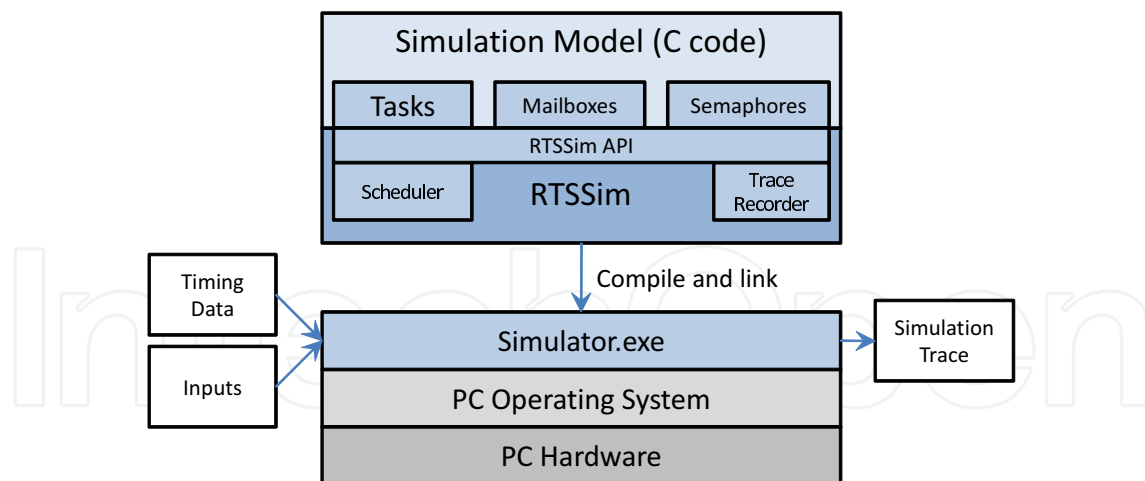 Simulation Model (C code)
Tasks
Mailboxes
Semaphores
RTSSim API
Scheduler
RTSSim
Trace
Recorder
Compile and link
Timing
Data
Inputs
Simulator.exe
Simulation
Trace
PC Operating System
PC Hardware
IntechOpen